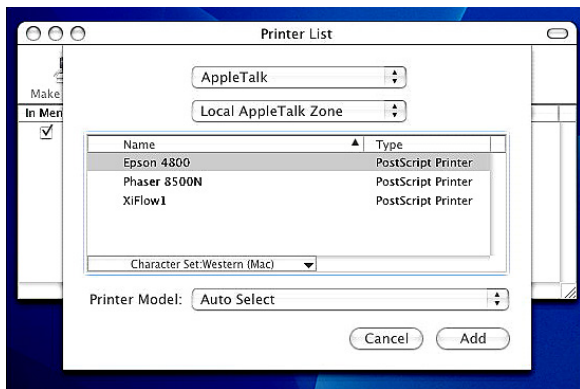 Printer List
AppleTalk
Local AppleTalk Zone
Make
In Men
Name Type
Epson 4800 PostScript Printer
Phaser 8500N PostScript Printer
XiFlow1 PostScript Printer
Character Set:Western (Mac)
Printer Model: Auto Select
Cancel Add